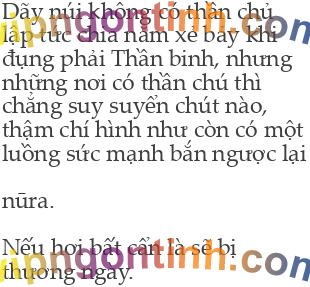 Dãy núi không có thần chú
lập tức chia năm xẻ bảy khi
đụng phải Thần binh, nhưng
những nơi có thần chú thì
chẳng suy suyển chút nào,
thậm chí hình như còn có một
luồng sức mạnh bắn ngược lại
nūra.
Nếu hơi bất cẩn là sẽ bị
thương ngay.